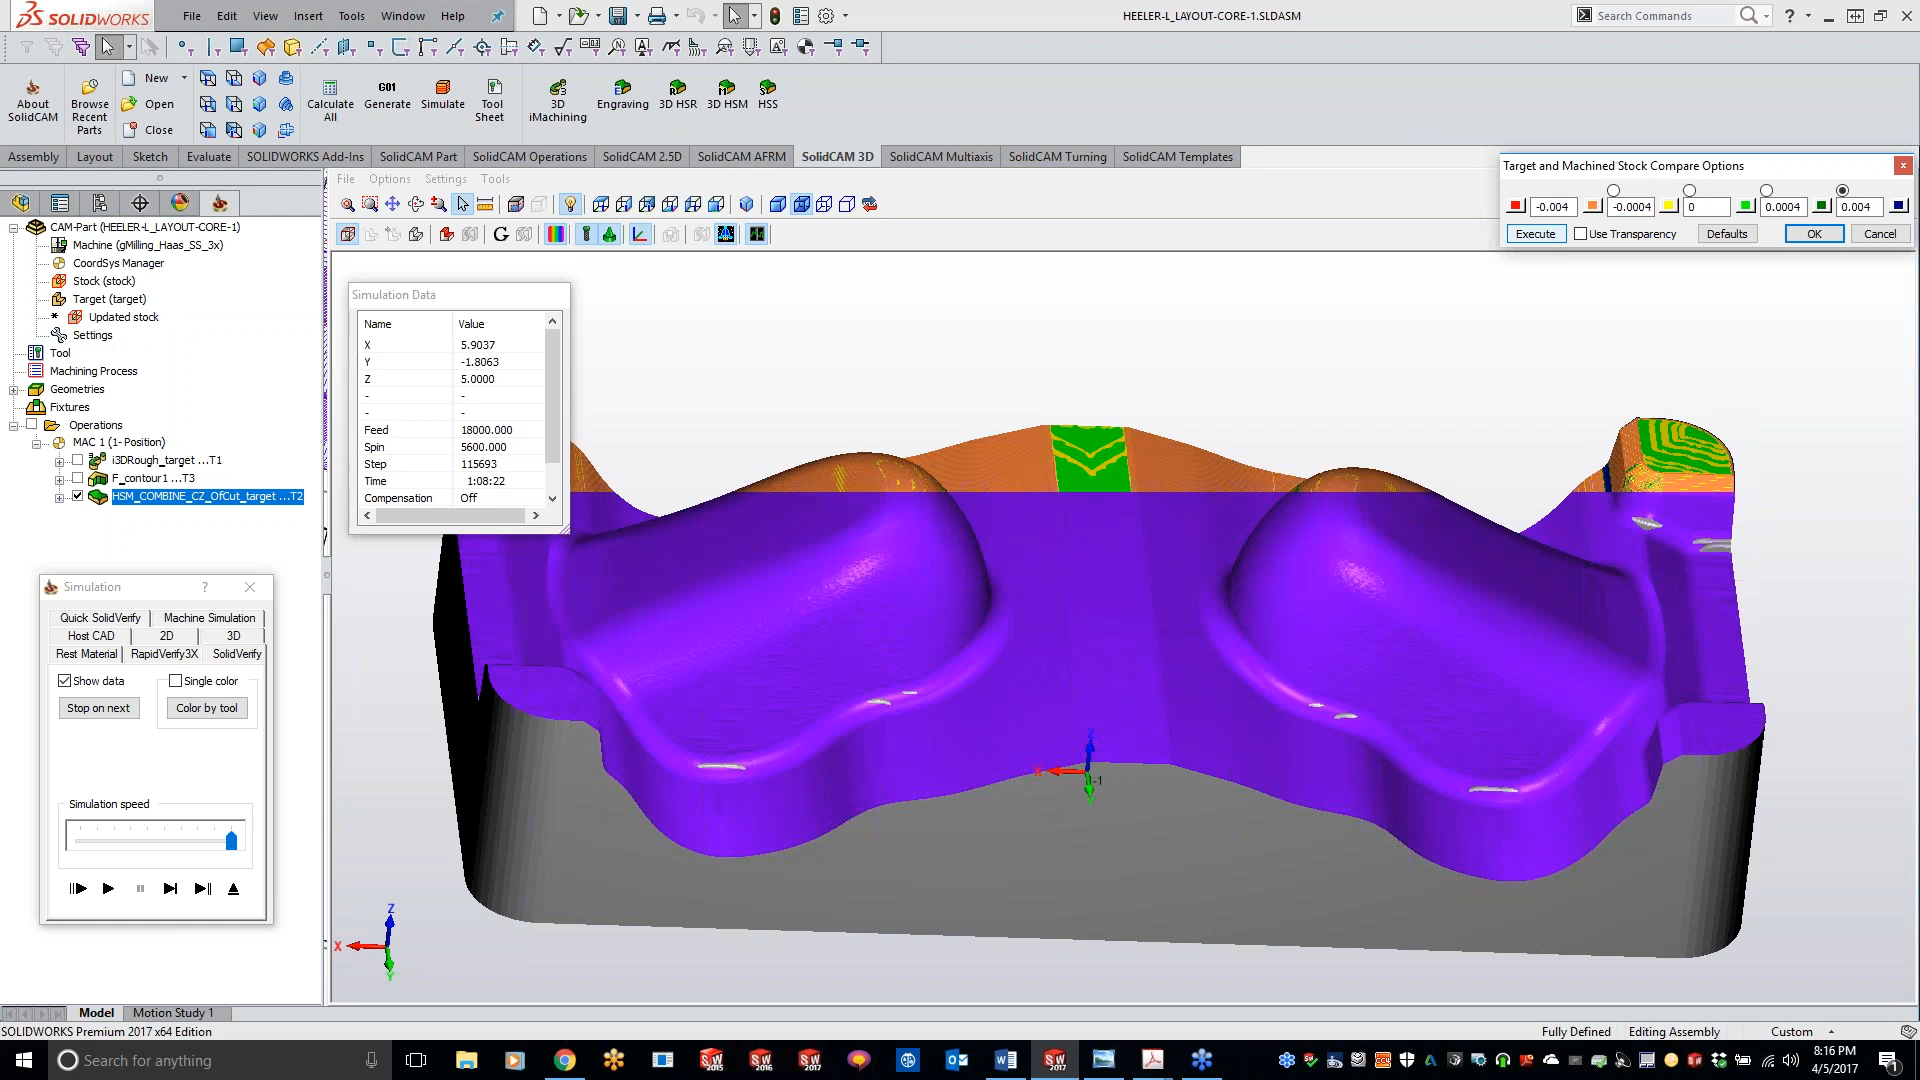 SOLIDWORKS
File Edit View Insert Tools Window Help
HEELER-L_LAYOUT-CORE-1.SLDASM
Search Commands
?
About SolidCAM
Browse Recent Parts
New
Open
Close
Calculate All
G01
Generate
Simulate
Tool Sheet
3D iMachining
Engraving
3D HSR
3D HSM
HSS
Assembly Layout Sketch Evaluate SOLIDWORKS Add-Ins SolidCAM Part SolidCAM Operations SolidCAM 2.5D SolidCAM AFRM SolidCAM 3D SolidCAM Multiaxis SolidCAM Turning SolidCAM Templates
File Options Settings Tools
Target and Machined Stock Compare Options
-0.004 -0.0004 0 0.0004 0.004
Execute Use Transparency Defaults OK Cancel
CAM-Part (HEELER-L_LAYOUT-CORE-1)
Machine (gMilling_Haas_SS_3x)
CoordSys Manager
Stock (stock)
Target (target)
* Updated stock
Settings
Tool
Machining Process
Geometries
Fixtures
Operations
MAC 1 (1- Position)
i3DRough_target ...T1
F_contour1 ...T3
HSM_COMBINE_CZ_OfCut_target ...T2
Simulation Data
Name Value
X 5.9037
Y -1.8063
Z 5.0000
- -
- -
Feed 18000.000
Spin 5600.000
Step 115693
Time 1:08:22
Compensation Off
Simulation ?
Quick SolidVerify Machine Simulation
Host CAD 2D 3D
Rest Material RapidVerify3X SolidVerify
Show data Single color
Stop on next Color by tool
Simulation speed
Z
X
-1
Y
Z
X
Y
Model Motion Study 1
SOLIDWORKS Premium 2017 x64 Edition
Fully Defined Editing Assembly Custom
Search for anything
8:16 PM
4/5/2017